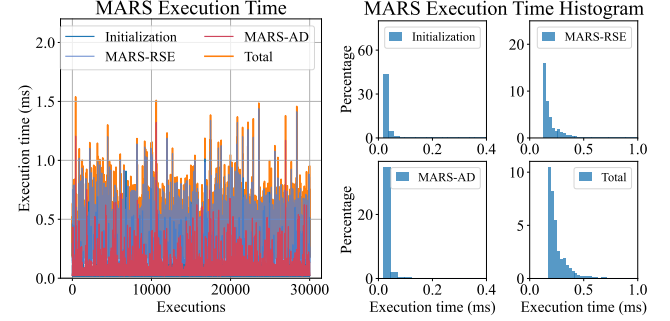 MARS Execution Time
Execution time (ms)
2.0
1.5
1.0
0.5
0.0
Initialization
MARS-RSE
MARS-AD
Total
0
10000
20000
30000
Executions
MARS Execution Time Histogram
Percentage
60
30
0
Initialization
0.0
0.2
0.4
20
10
0
MARS-RSE
0.0
0.5
1.0
Percentage
20
0
MARS-AD
0.0
0.2
0.4
Execution time (ms)
10
5
0
Total
0.0
0.5
1.0
Execution time (ms)